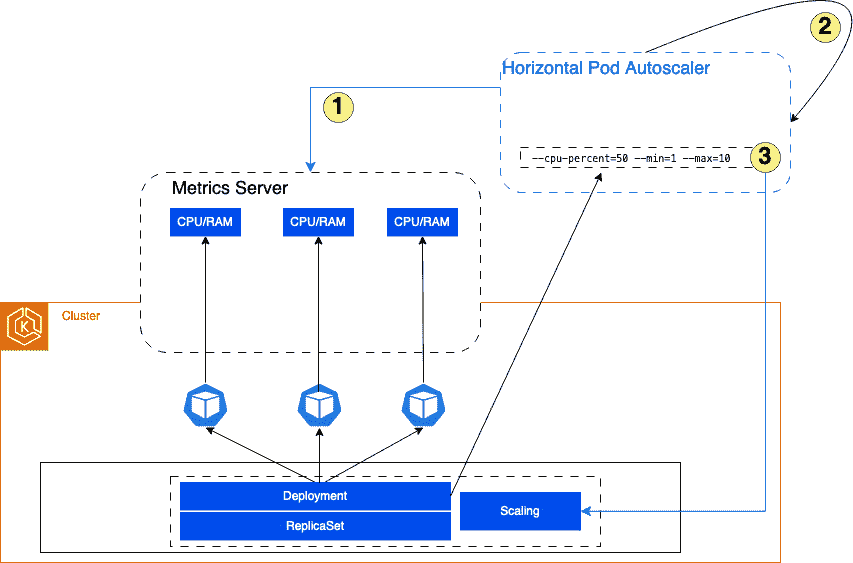 2
Horizontal Pod Autoscaler
1
--cpu-percent=50 --min=1 --max=10
3
Metrics Server
CPU/RAM
CPU/RAM
CPU/RAM
K
Cluster
Deployment
ReplicaSet
Scaling